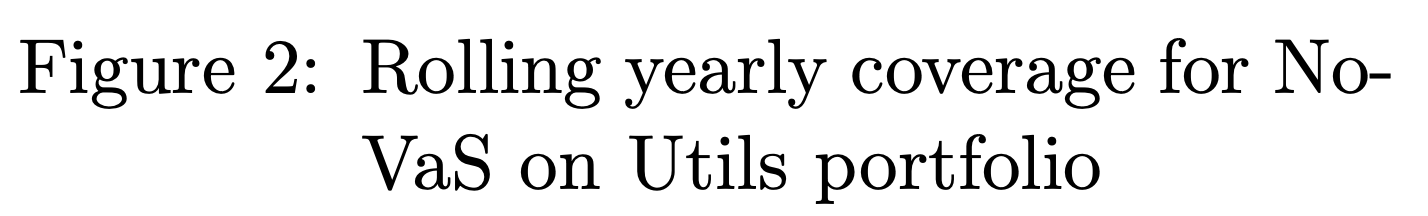 Figure 2: Rolling yearly coverage for No-
VaS on Utils portfolio